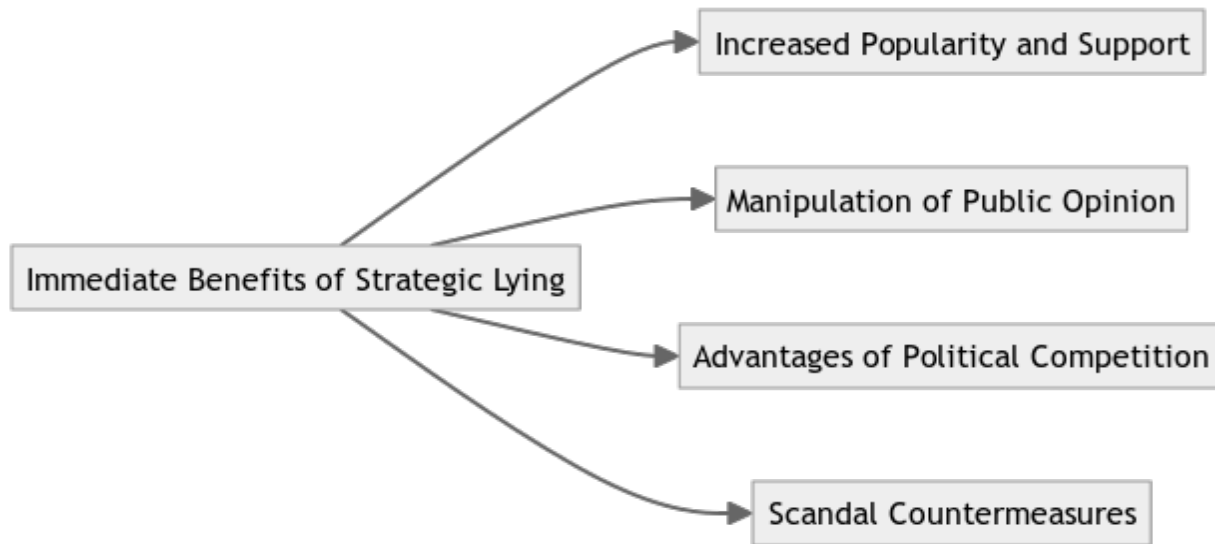 Increased Popularity and Support
Manipulation of Public Opinion
Immediate Benefits of Strategic Lying
Advantages of Political Competition
Scandal Countermeasures